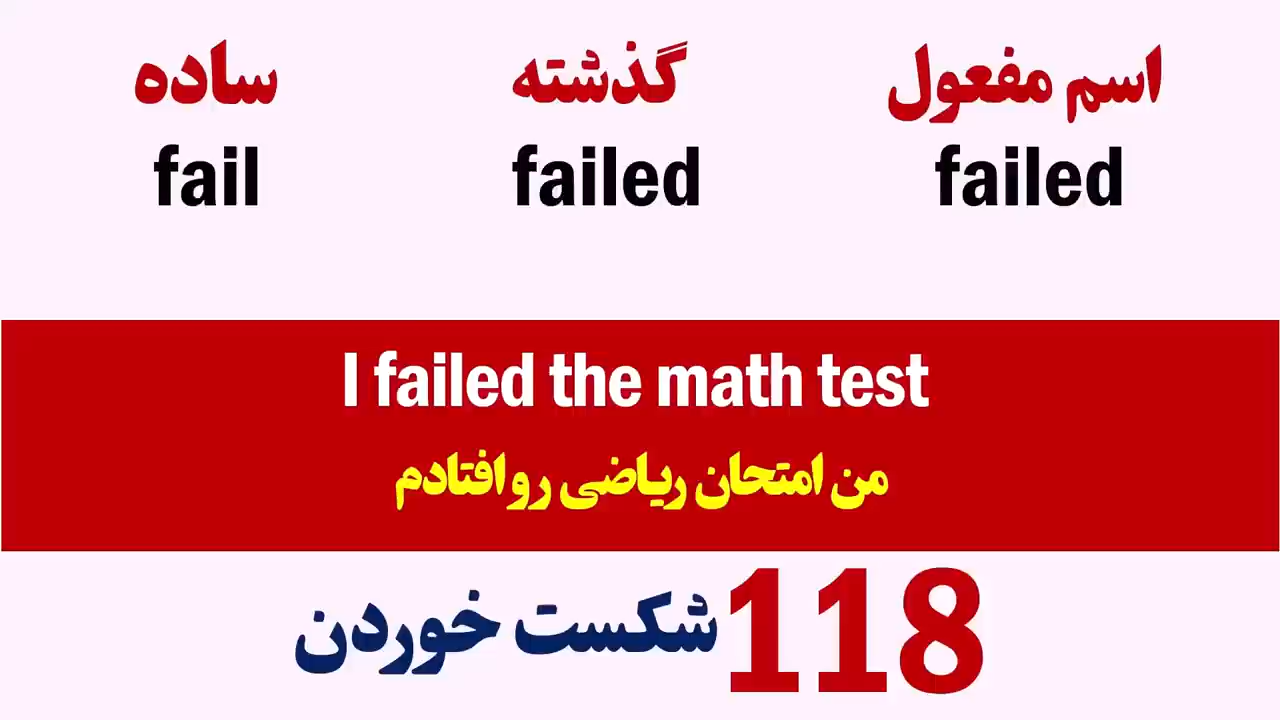 ساده گذشته اسم مفعول
fail failed failed
I failed the math test
من امتحان ریاضی رو افتادم
118 شکست خوردن